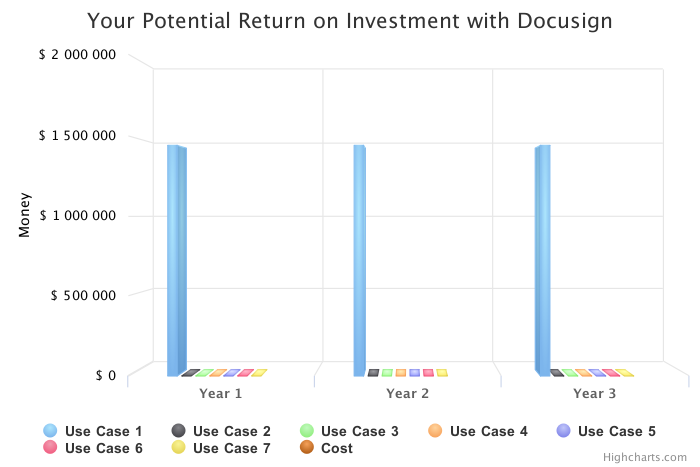 Your Potential Return on Investment with Docusign
$ 2 000 000
$ 1 500 000
$ 1 000 000
$ 500 000
$ 0
Money
Year 1
Year 2
Year 3
Use Case 1
Use Case 2
Use Case 3
Use Case 4
Use Case 5
Use Case 6
Use Case 7
Cost
Highcharts.com